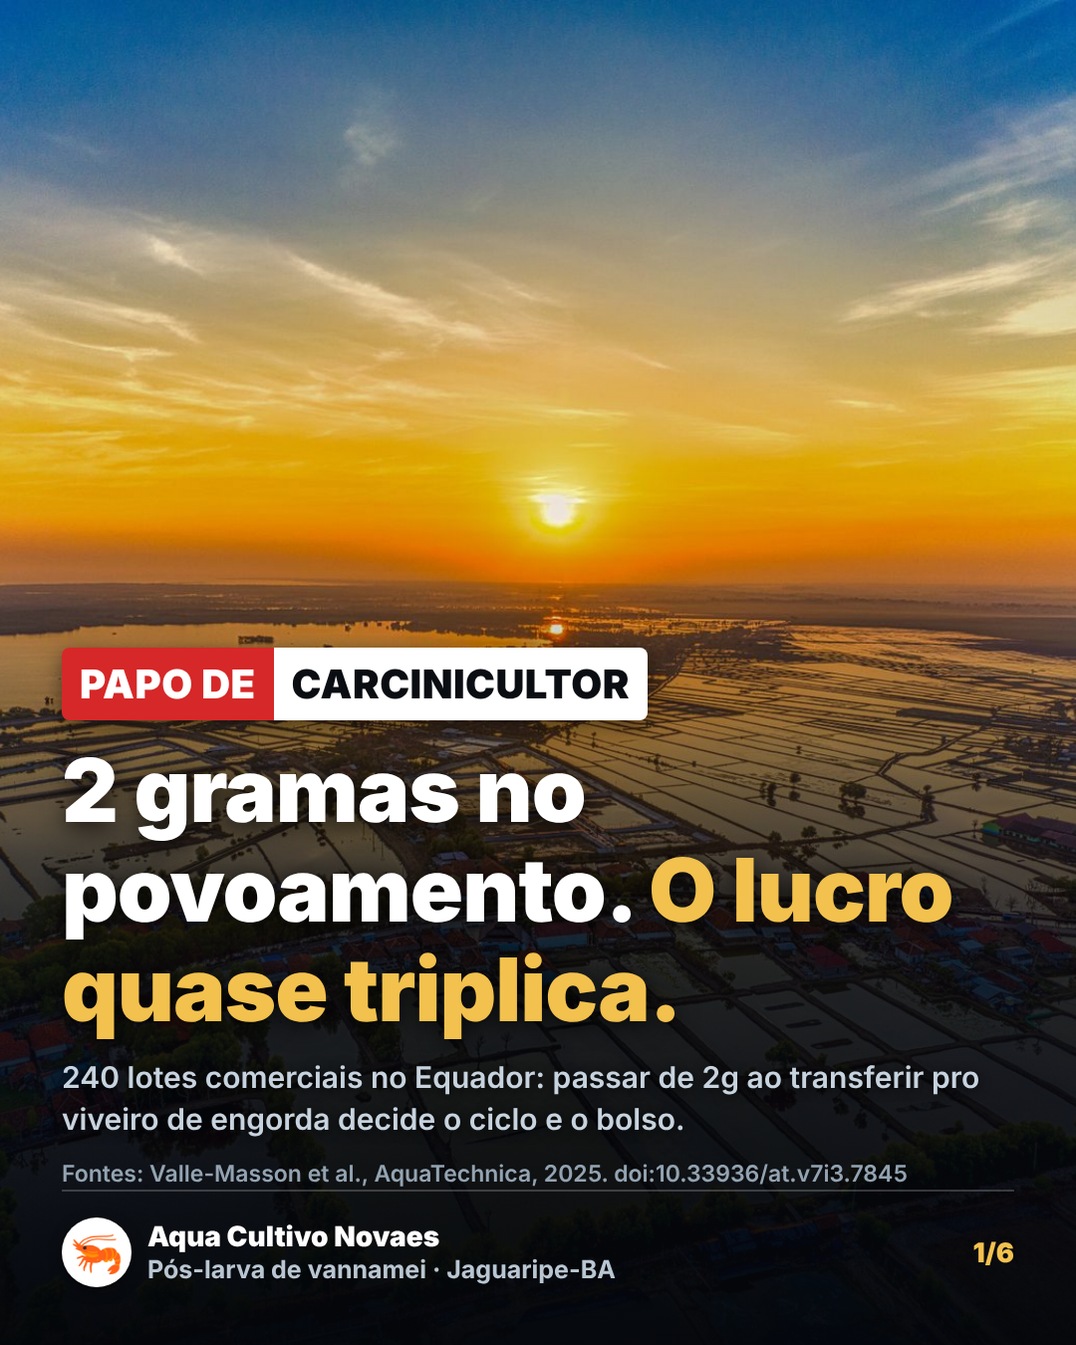 PAPO DE CARCINICULTOR
2 gramas no
povoamento. O lucro
quase triplica.
240 lotes comerciais no Equador: passar de 2g ao transferir pro
viveiro de engorda decide o ciclo e o bolso.
Fontes: Valle-Masson et al., AquaTechnica, 2025. doi:10.33936/at.v7i3.7845
Aqua Cultivo Novaes
Pós-larva de vannamei · Jaguaripe-BA
1/6